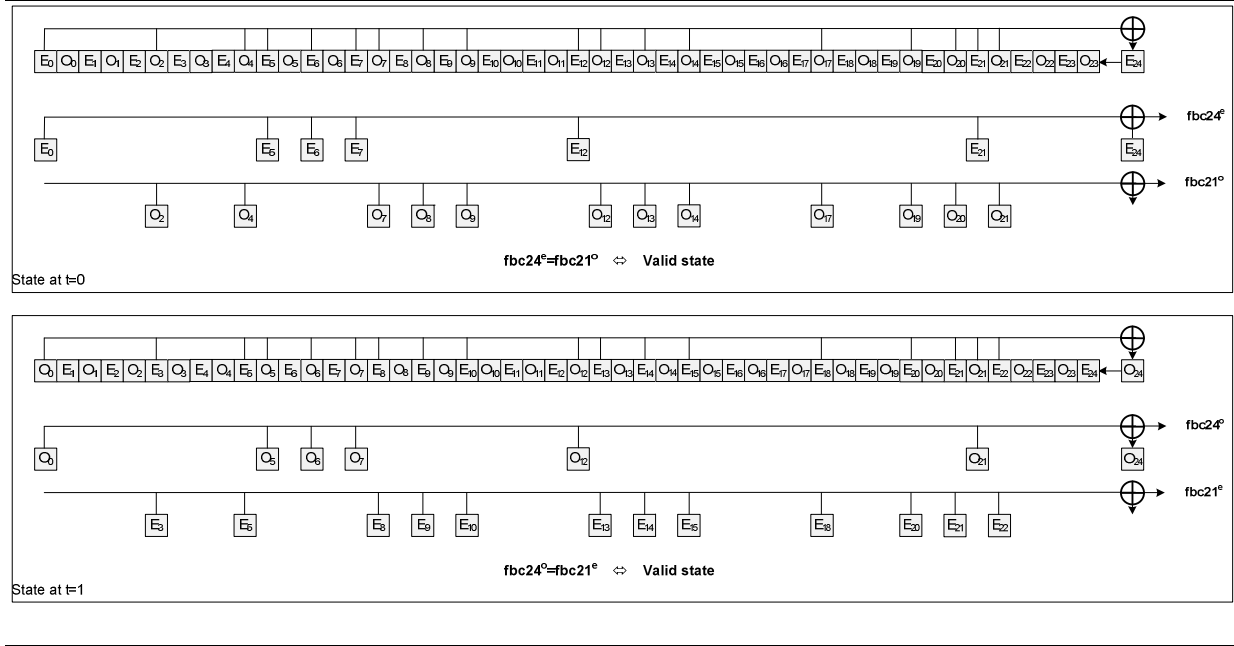 E0 O0 E1 O1 E2 O2 E3 O3 E4 O4 E5 O5 E6 O6 E7 O7 E8 O8 E9 O9 E10 O10 E11 O11 E12 O12 E13 O13 E14 O14 E15 O15 E16 O16 E17 O17 E18 O18 E19 O19 E20 O20 E21 O21 E22 O22 E23 O23 E24
fbc24e
E0 E5 E6 E7 E12 E21 E24
fbc21o
O2 O4 O7 O8 O9 O12 O13 O14 O17 O19 O20 O21
fbc24e=fbc21o ⇔ Valid state
State at t=0
O0 E1 O1 E2 O2 E3 O3 E4 O4 E5 O5 E6 O6 E7 O7 E8 O8 E9 O9 E10 O10 E11 O11 E12 O12 E13 O13 E14 O14 E15 O15 E16 O16 E17 O17 E18 O18 E19 O19 E20 O20 E21 O21 E22 O22 E23 O23 E24 O24
fbc24o
O0 O5 O6 O7 O12 O21 O24
fbc21e
E3 E5 E8 E9 E10 E13 E14 E15 E18 E20 E21 E22
fbc24o=fbc21e ⇔ Valid state
State at t=1